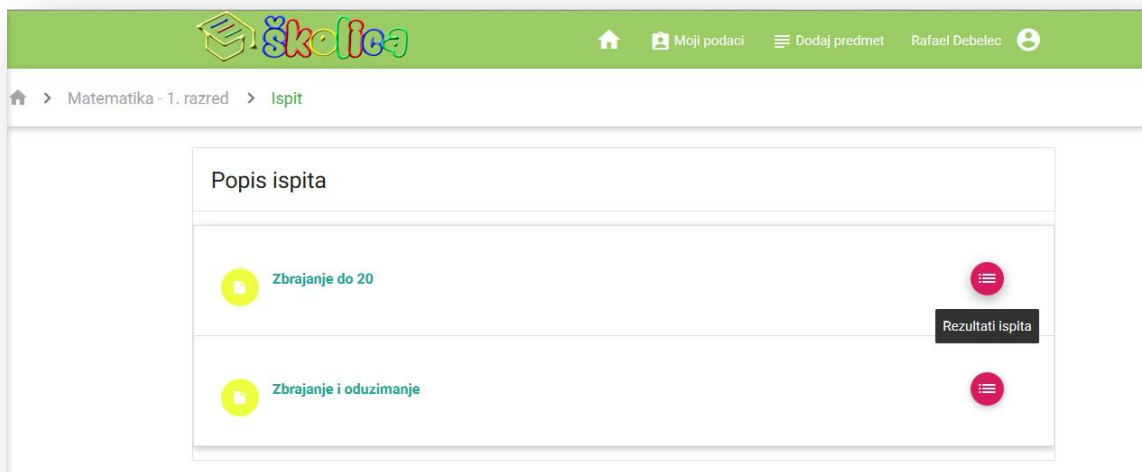 školica
Moji podaci
Dodaj predmet
Rafael Debelec
Matematika - 1. razred > Ispit
Popis ispita
Zbrajanje do 20
Rezultati ispita
Zbrajanje i oduzimanje